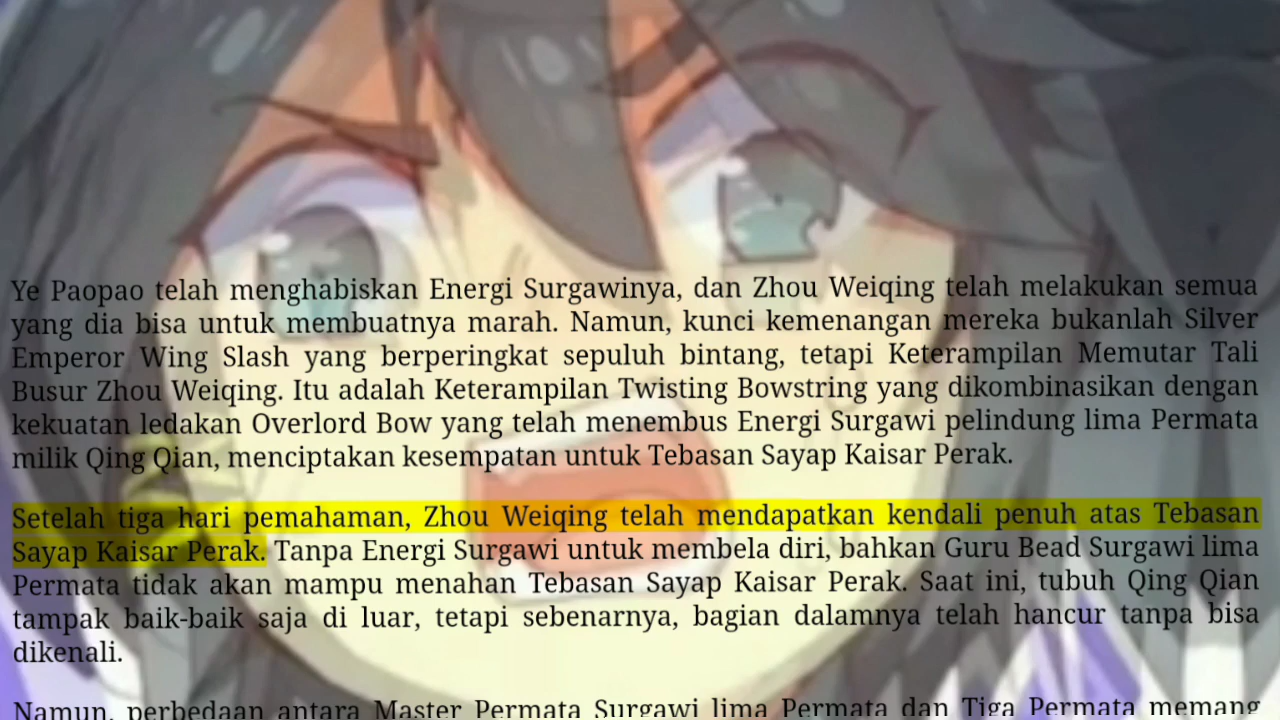 Ye Paopao telah menghabiskan Energi Surgawinya, dan Zhou Weiqing telah melakukan semua
yang dia bisa untuk membuatnya marah. Namun, kunci kemenangan mereka bukanlah Silver
Emperor Wing Slash yang berperingkat sepuluh bintang, tetapi Keterampilan Memutar Tali
Busur Zhou Weiqing. Itu adalah Keterampilan Twisting Bowstring yang dikombinasikan dengan
kekuatan ledakan Overlord Bow yang telah menembus Energi Surgawi pelindung lima Permata
milik Qing Qian, menciptakan kesempatan untuk Tebasan Sayap Kaisar Perak.
Setelah tiga hari pemahaman, Zhou Weiqing telah mendapatkan kendali penuh atas Tebasan
Sayap Kaisar Perak. Tanpa Energi Surgawi untuk membela diri, bahkan Guru Bead Surgawi lima
Permata tidak akan mampu menahan Tebasan Sayap Kaisar Perak. Saat ini, tubuh Qing Qian
tampak baik-baik saja di luar, tetapi sebenarnya, bagian dalamnya telah hancur tanpa bisa
dikenali.
Namun, perbedaan antara Master Permata Surgawi lima Permata dan Tiga Permata memang